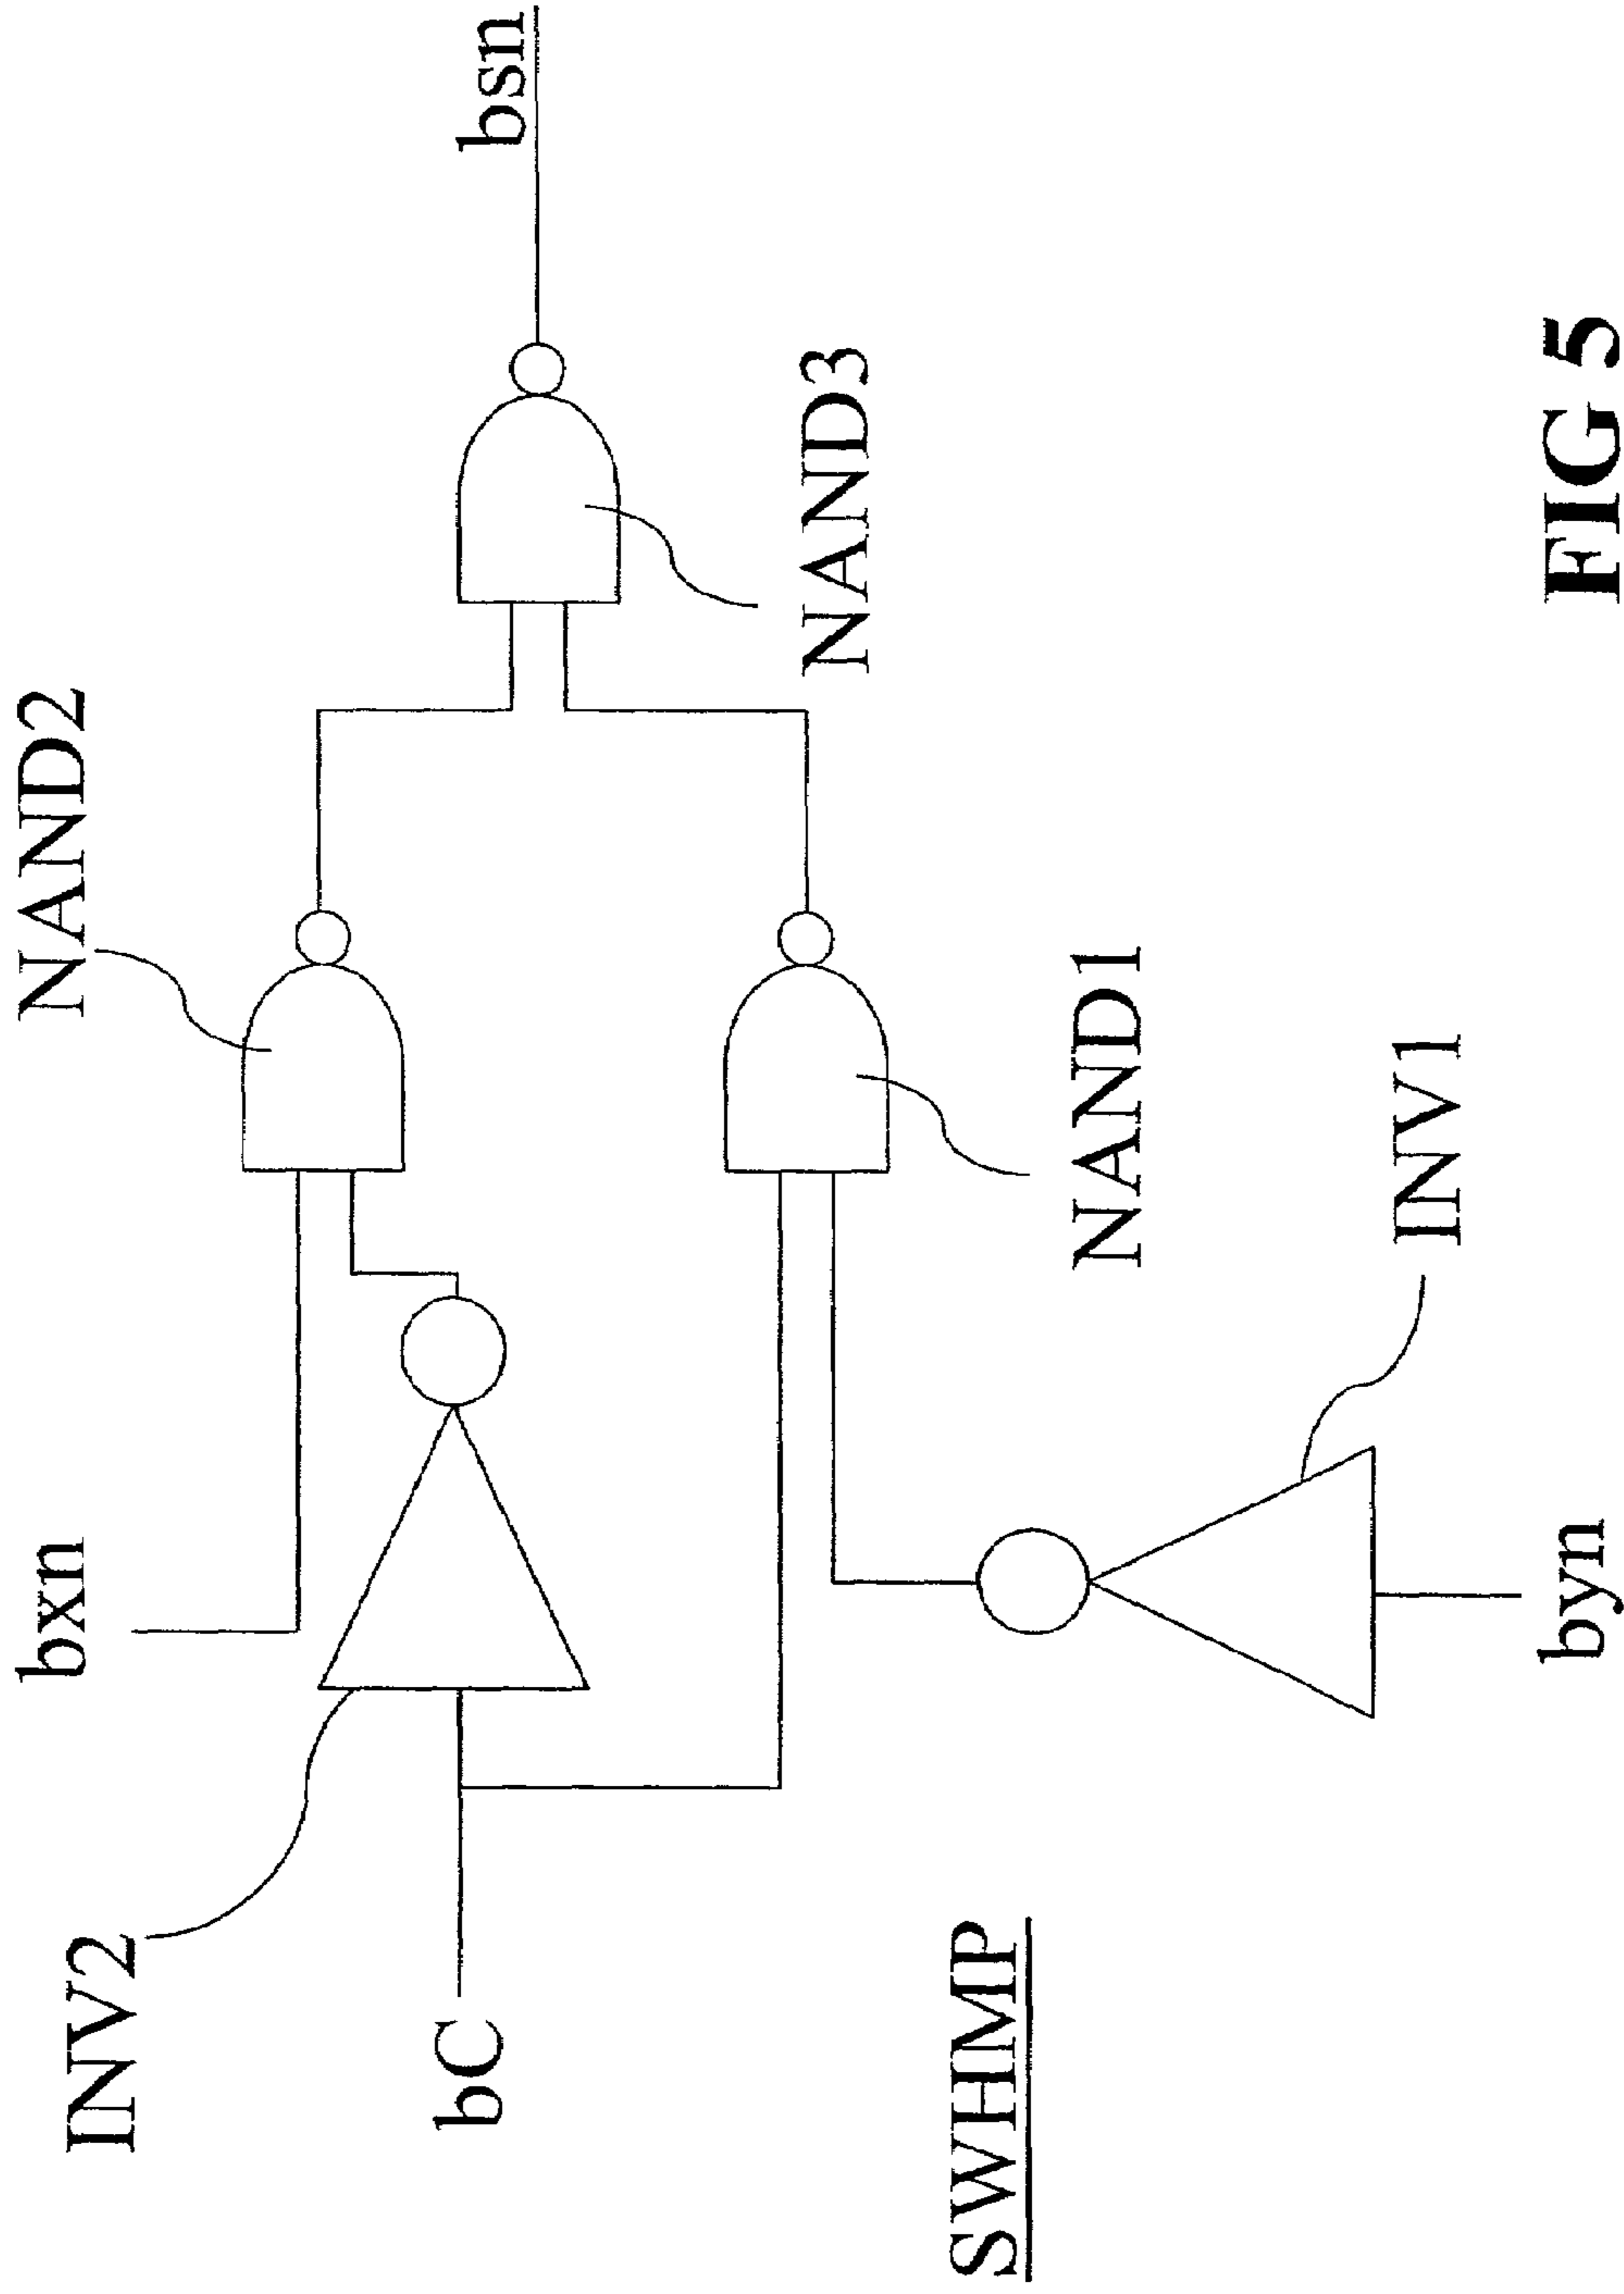 bxn
NAND2
INV2
bC
bsn
NAND3
NAND1
SWHMP
INV1
byn
FIG 5